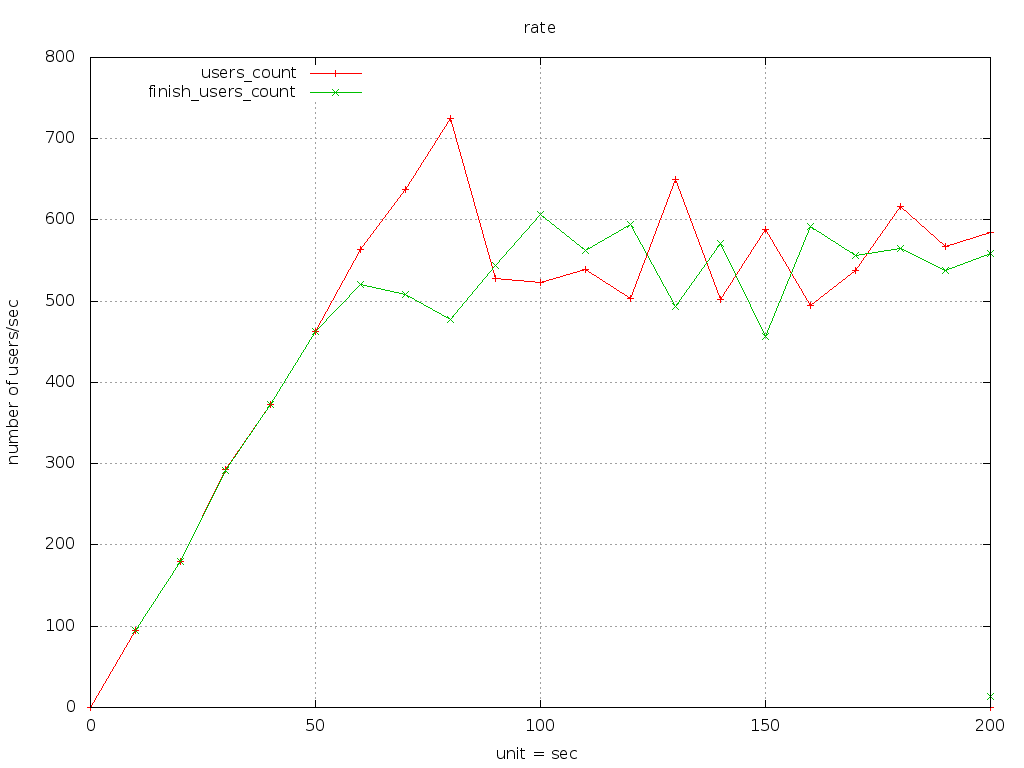 rate
800
700
600
500
400
300
200
100
0
users_count
finish_users_count
number of users/sec
0 50 100 150 200
unit = sec